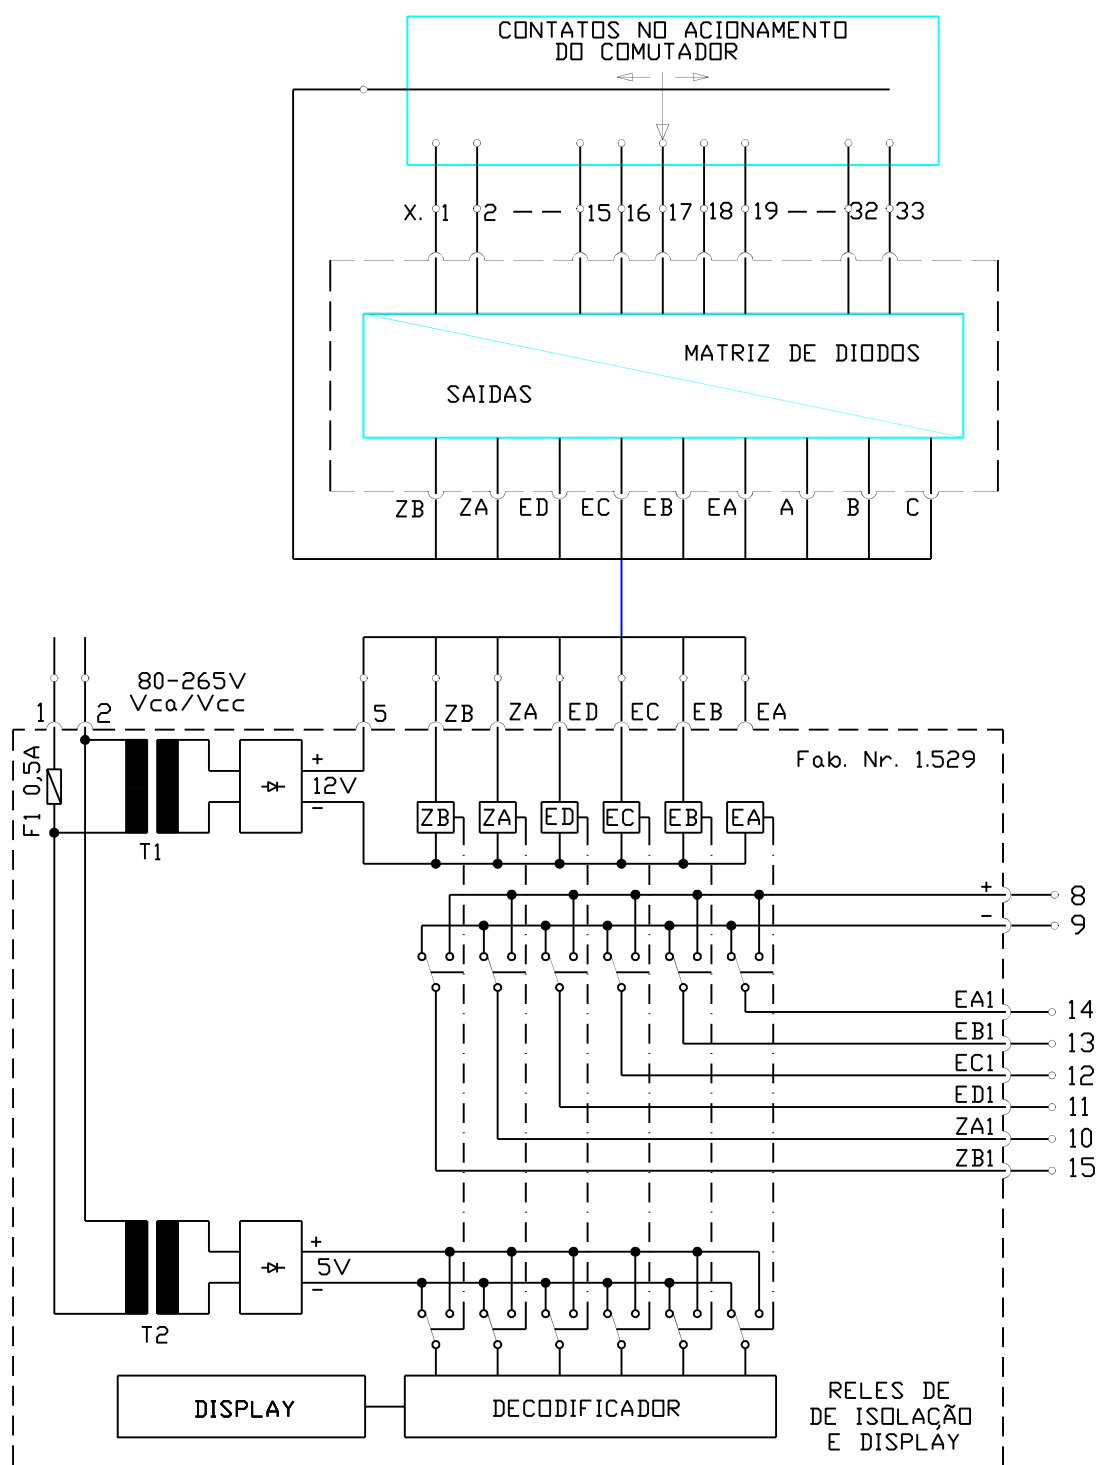 CONTATOS NO ACIONAMENTO
DO COMUTADOR
X. 1 2 — — 15 16 17 18 19 — — 32 33
MATRIZ DE DIODOS
SAIDAS
ZB ZA ED EC EB EA A B C
80-265V
Vca/Vcc
1 2 5 ZB ZA ED EC EB EA
Fab. Nr. 1.529
F1 0,5A
+
12V
-
T1
ZB ZA ED EC EB EA
+ 8
- 9
EA1 14
EB1 13
EC1 12
ED1 11
ZA1 10
ZB1 15
+
5V
-
T2
DISPLAY
DECODIFICADOR
RELES DE
DE ISOLAÇÃO
E DISPLAY